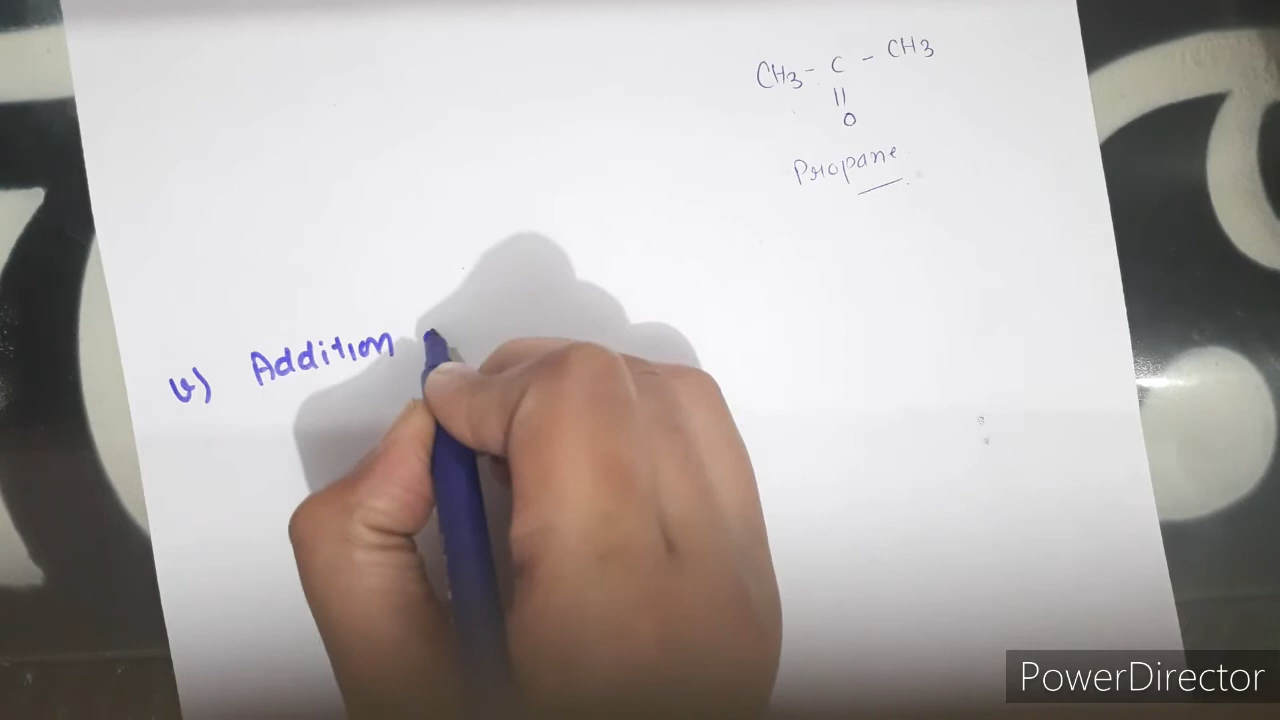 CH3 - C - CH3
||
O
Propane
v) Addition
PowerDirector